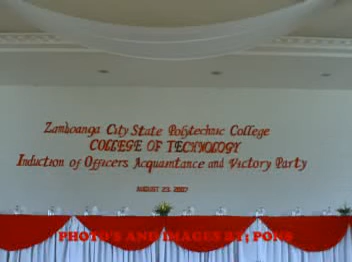 Zamboanga City State Polytechnic College
COLLEGE OF TECHNOLOGY
Induction of Officers Acquaintance and Victory Party
AUGUST 23, 2007
PHOTO'S AND IMAGES BY; PONS